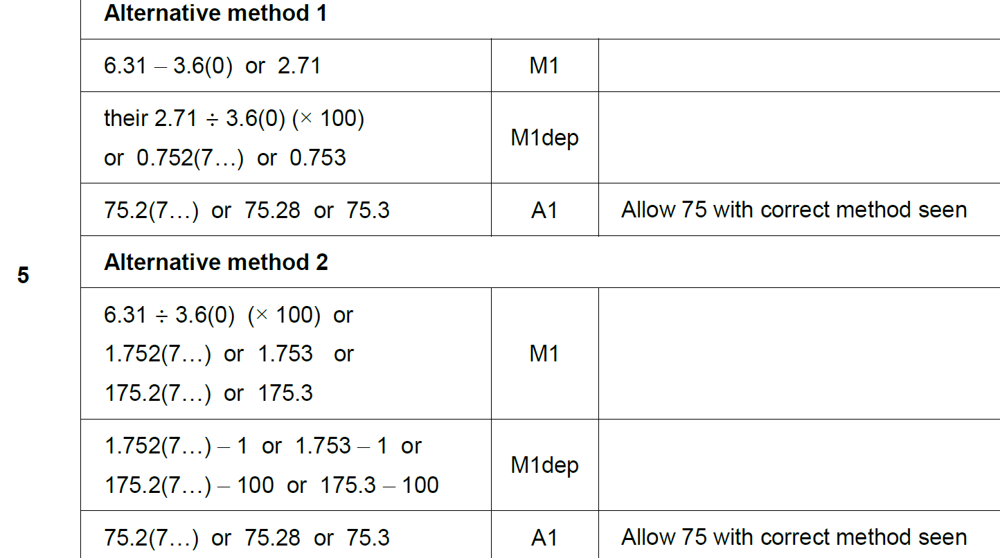 Alternative method 1
6.31 – 3.6(0) or 2.71 M1
their 2.71 ÷ 3.6(0) (× 100)
or 0.752(7…) or 0.753
M1dep
75.2(7…) or 75.28 or 75.3 A1 Allow 75 with correct method seen
5
Alternative method 2
6.31 ÷ 3.6(0) (× 100) or
1.752(7…) or 1.753 or
175.2(7…) or 175.3
M1
1.752(7…) – 1 or 1.753 – 1 or
175.2(7…) – 100 or 175.3 – 100
M1dep
75.2(7…) or 75.28 or 75.3 A1 Allow 75 with correct method seen